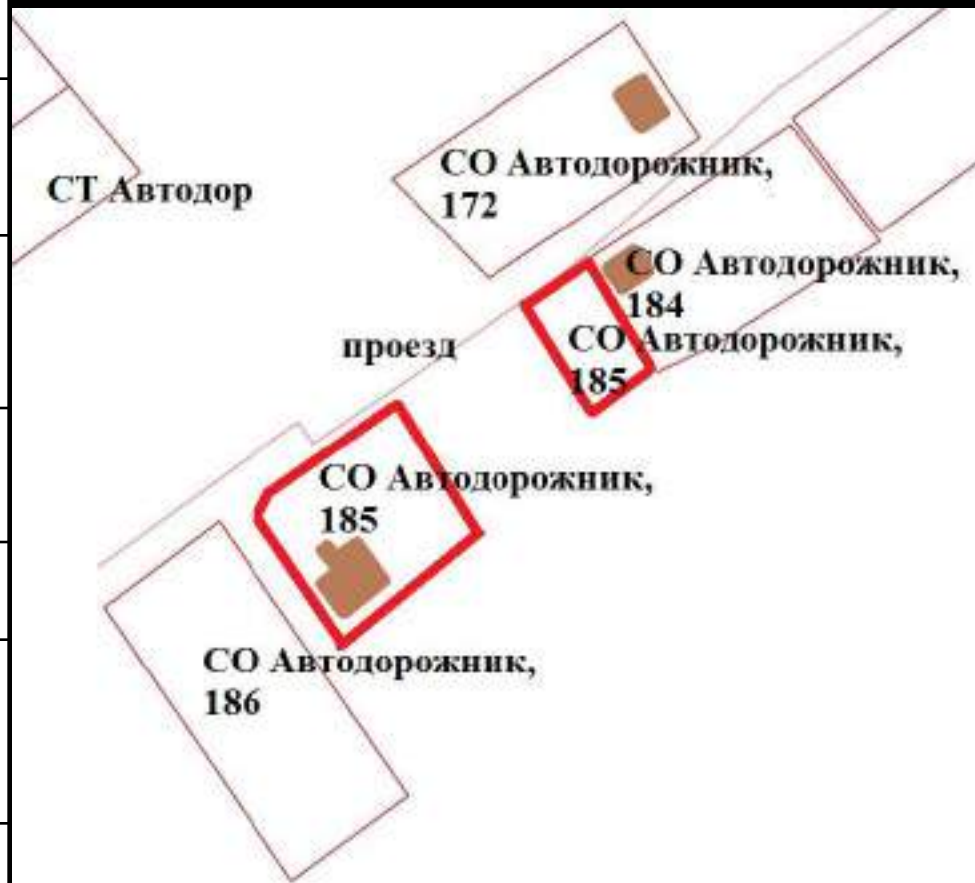 СО Автодорожник,
172
СТ Автодор
СО Автодорожник,
184
проезд
СО Автодорожник,
185
СО Автодорожник,
185
СО Автодорожник,
186